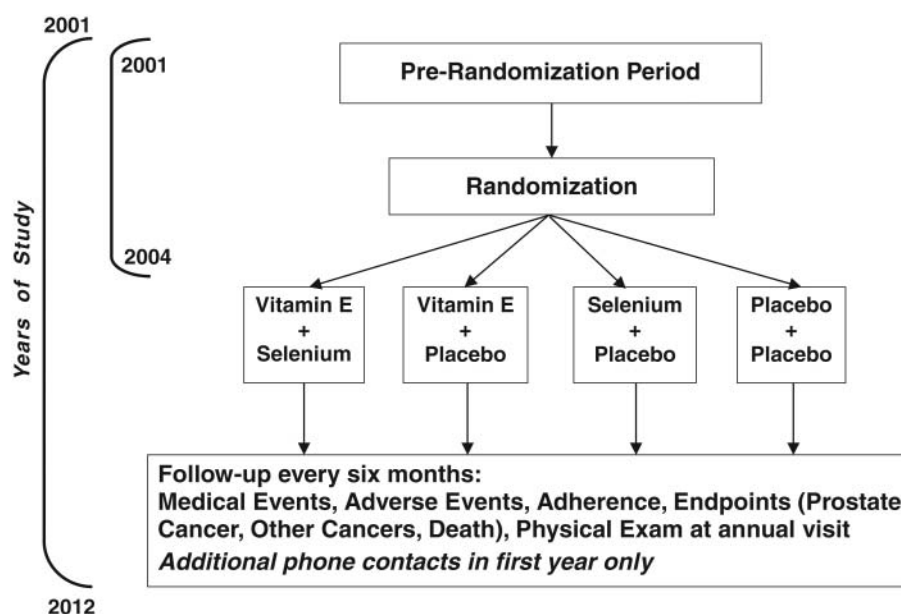 2001
2001
Pre-Randomization Period
Randomization
2004
Vitamin E
+
Selenium
Vitamin E
+
Placebo
Selenium
+
Placebo
Placebo
+
Placebo
Years of Study
Follow-up every six months:
Medical Events, Adverse Events, Adherence, Endpoints (Prostate
Cancer, Other Cancers, Death), Physical Exam at annual visit
Additional phone contacts in first year only
2012